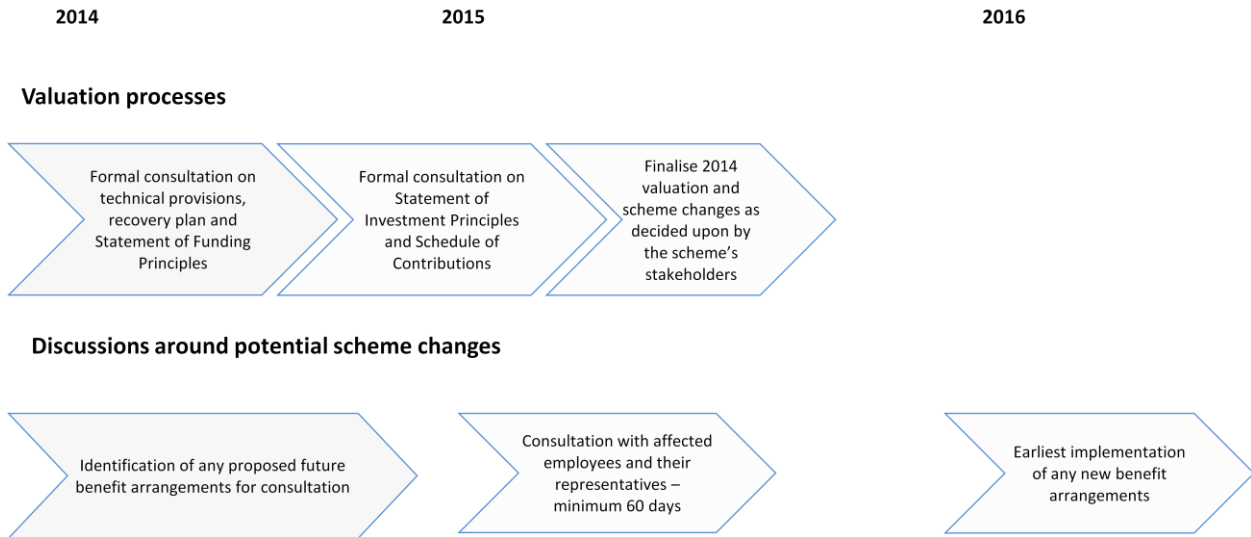 2014
2015
2016
Valuation processes
Formal consultation on
technical provisions,
recovery plan and
Statement of Funding
Principles
Formal consultation on
Statement of
Investment Principles
and Schedule of
Contributions
Finalise 2014
valuation and
scheme changes as
decided upon by
the scheme’s
stakeholders
Discussions around potential scheme changes
Identification of any proposed future
benefit arrangements for consultation
Consultation with affected
employees and their
representatives –
minimum 60 days
Earliest implementation
of any new benefit
arrangements